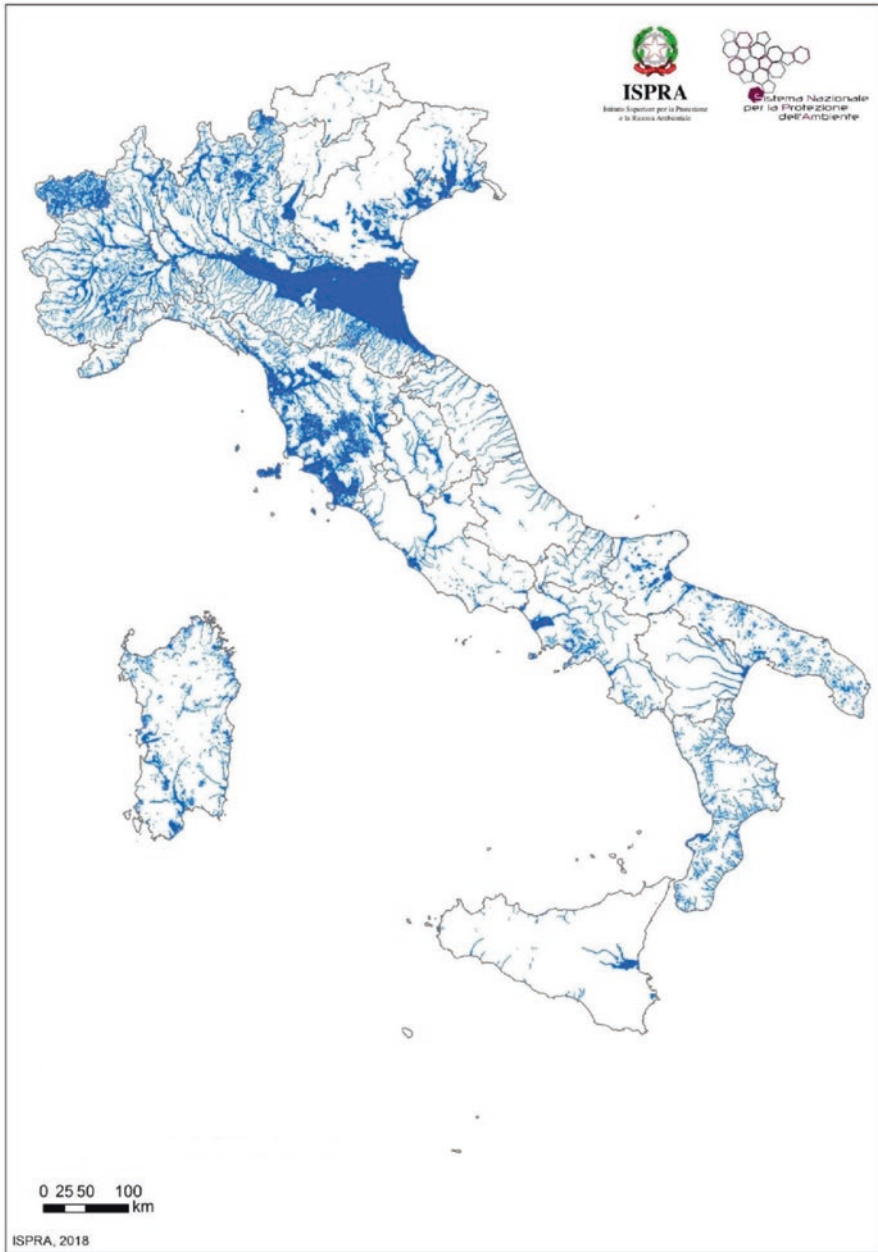 ISPRA
Istituto Superiore per la Protezione
e la Ricerca Ambientale
Sistema Nazionale
per la Protezione
dell'Ambiente
0 25 50 100
km
ISPRA, 2018